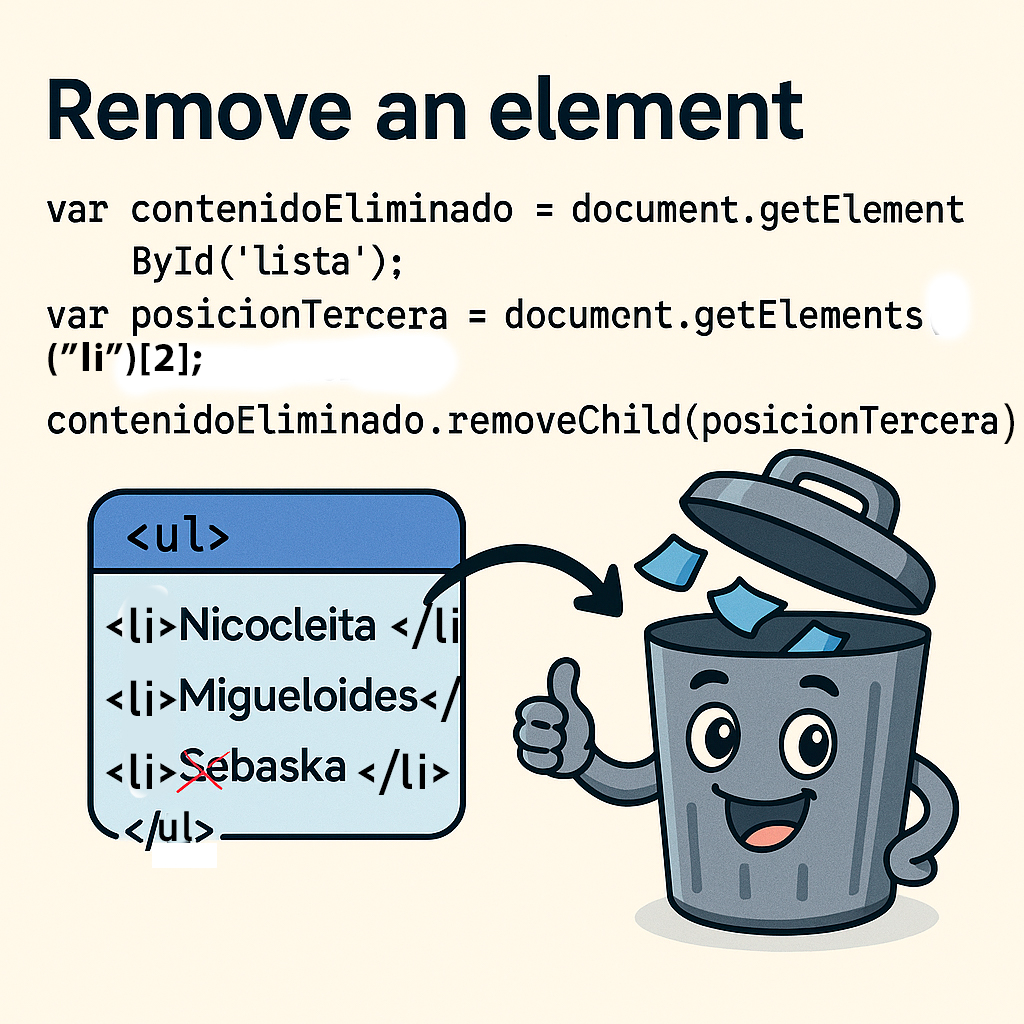 Remove an element
var contenidoEliminado = document.getElement
ById('lista');
var posicionTercera = document.getElements
("li")[2];
contenidoEliminado.removeChild(posicionTercera)
<ul>
<li>Nicocleita </li
<li>Migueloides</
<li>Sebaska </li>
</ul>